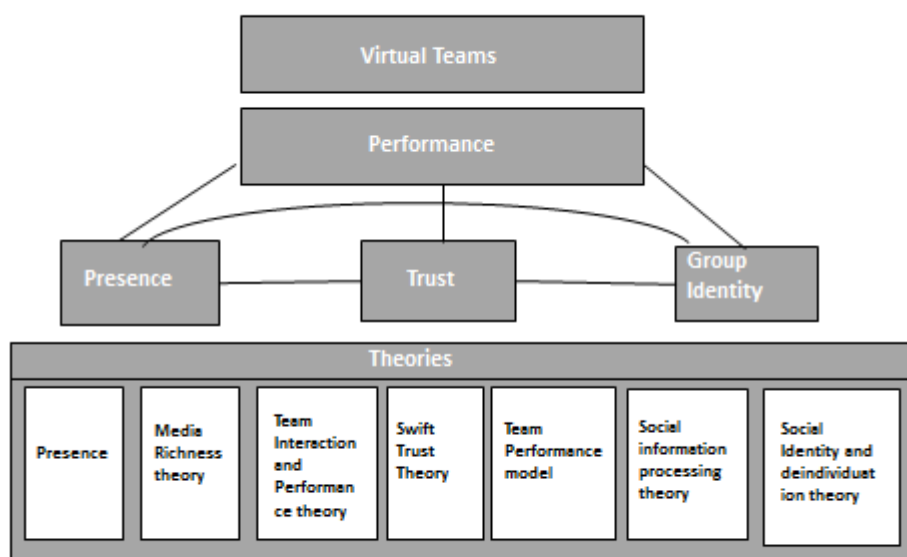 Virtual Teams
Performance
Presence
Trust
Group
Identity
Theories
Presence
Media
Richness
theory
Team
Interaction
and
Performan
ce theory
Swift
Trust
Theory
Team
Performance
model
Social
information
processing
theory
Social
Identity and
deindividuat
ion theory